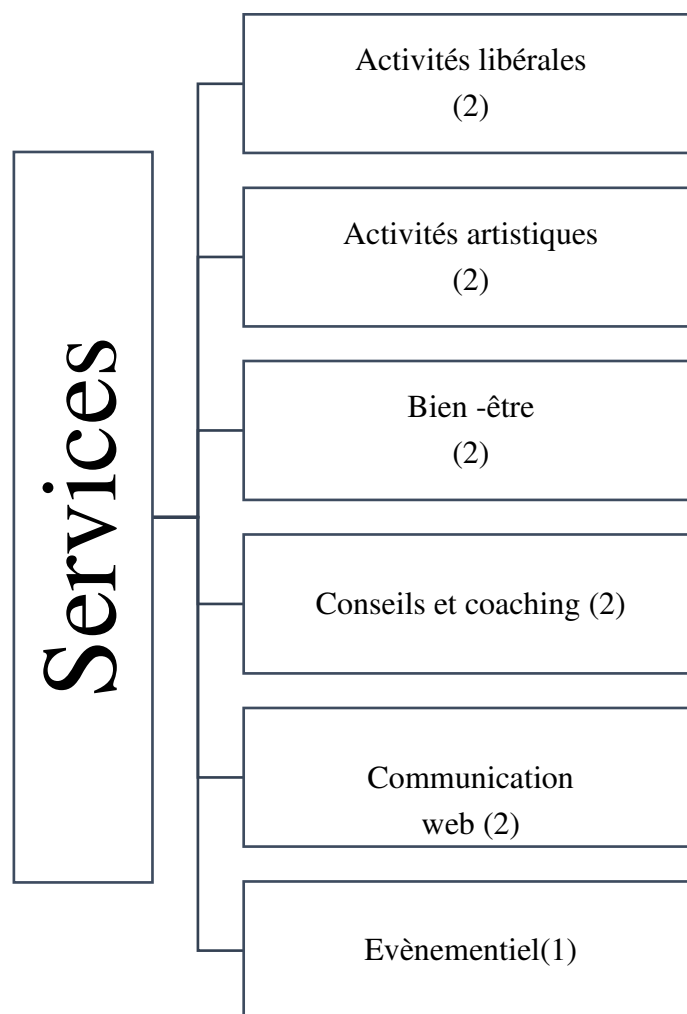 Services
Activités libérales
(2)
Activités artistiques
(2)
Bien -être
(2)
Conseils et coaching (2)
Communication
web (2)
Evènementiel(1)